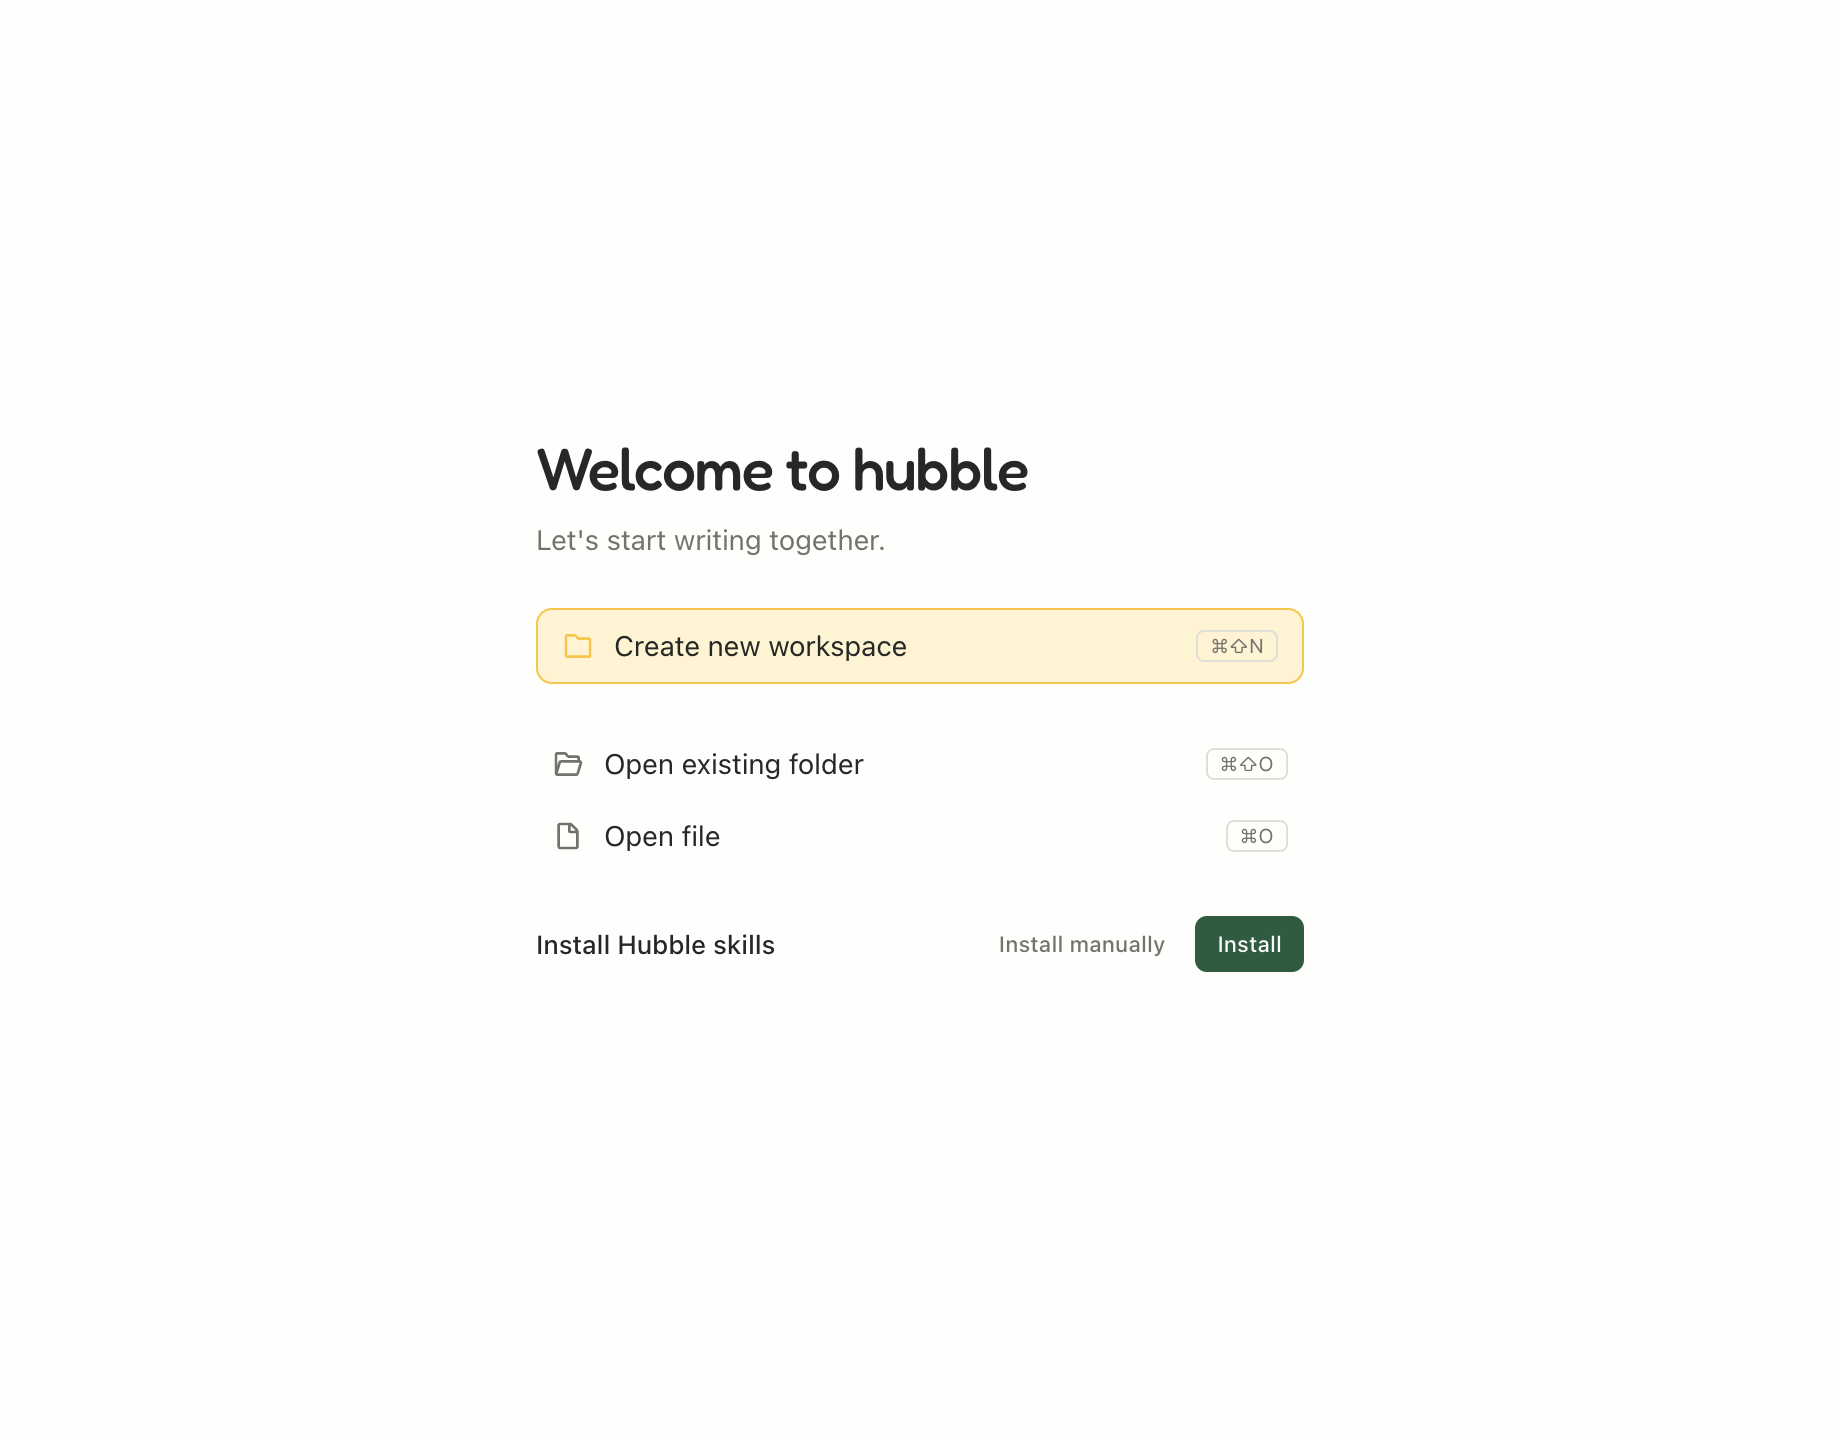 Welcome to hubble
Let's start writing together.
Create new workspace ⌘⇧N
Open existing folder ⌘⇧O
Open file ⌘O
Install Hubble skills Install manually Install